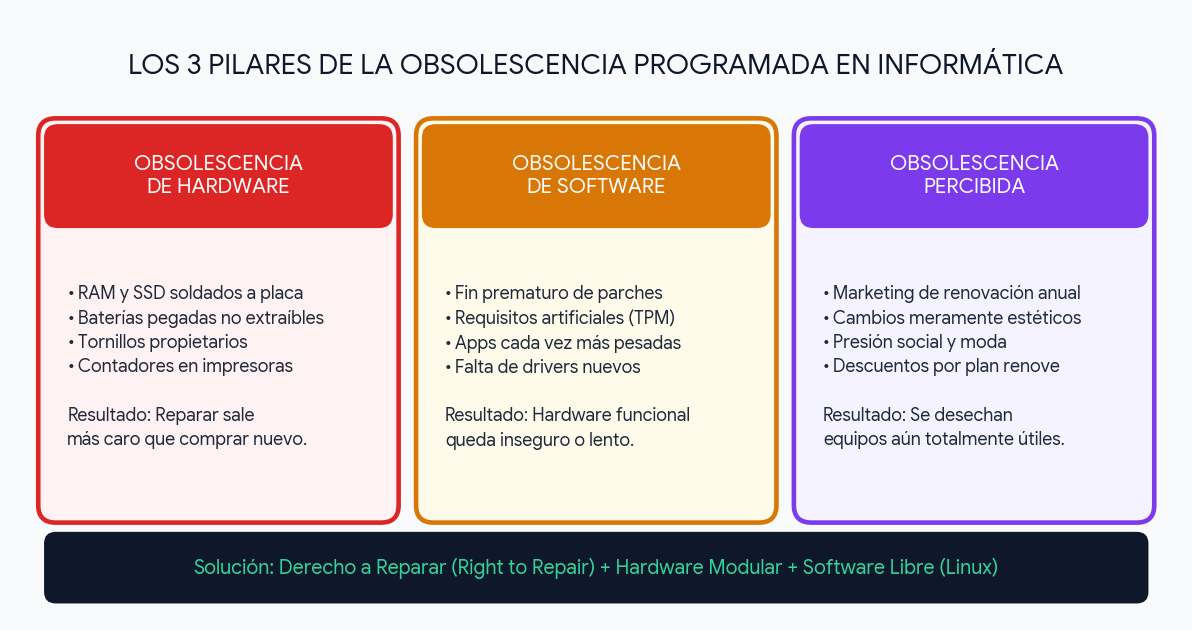 LOS 3 PILARES DE LA OBSOLESCENCIA PROGRAMADA EN INFORMÁTICA
OBSOLESCENCIA
DE HARDWARE
• RAM y SSD soldados a placa
• Baterías pegadas no extraíbles
• Tornillos propietarios
• Contadores en impresoras
Resultado: Reparar sale
más caro que comprar nuevo.
OBSOLESCENCIA
DE SOFTWARE
• Fin prematuro de parches
• Requisitos artificiales (TPM)
• Apps cada vez más pesadas
• Falta de drivers nuevos
Resultado: Hardware funcional
queda inseguro o lento.
OBSOLESCENCIA
PERCIBIDA
• Marketing de renovación anual
• Cambios meramente estéticos
• Presión social y moda
• Descuentos por plan renove
Resultado: Se desechan
equipos aún totalmente útiles.
Solución: Derecho a Reparar (Right to Repair) + Hardware Modular + Software Libre (Linux)